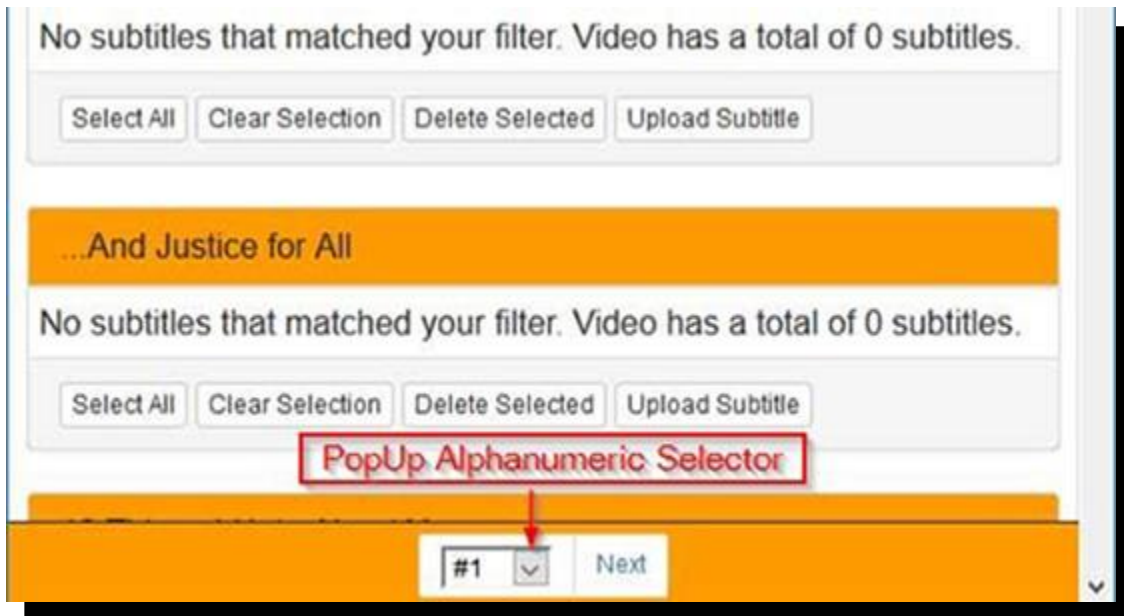 No subtitles that matched your filter. Video has a total of 0 subtitles.
Select All Clear Selection Delete Selected Upload Subtitle
...And Justice for All
No subtitles that matched your filter. Video has a total of 0 subtitles.
Select All Clear Selection Delete Selected Upload Subtitle
PopUp Alphanumeric Selector
#1 Next